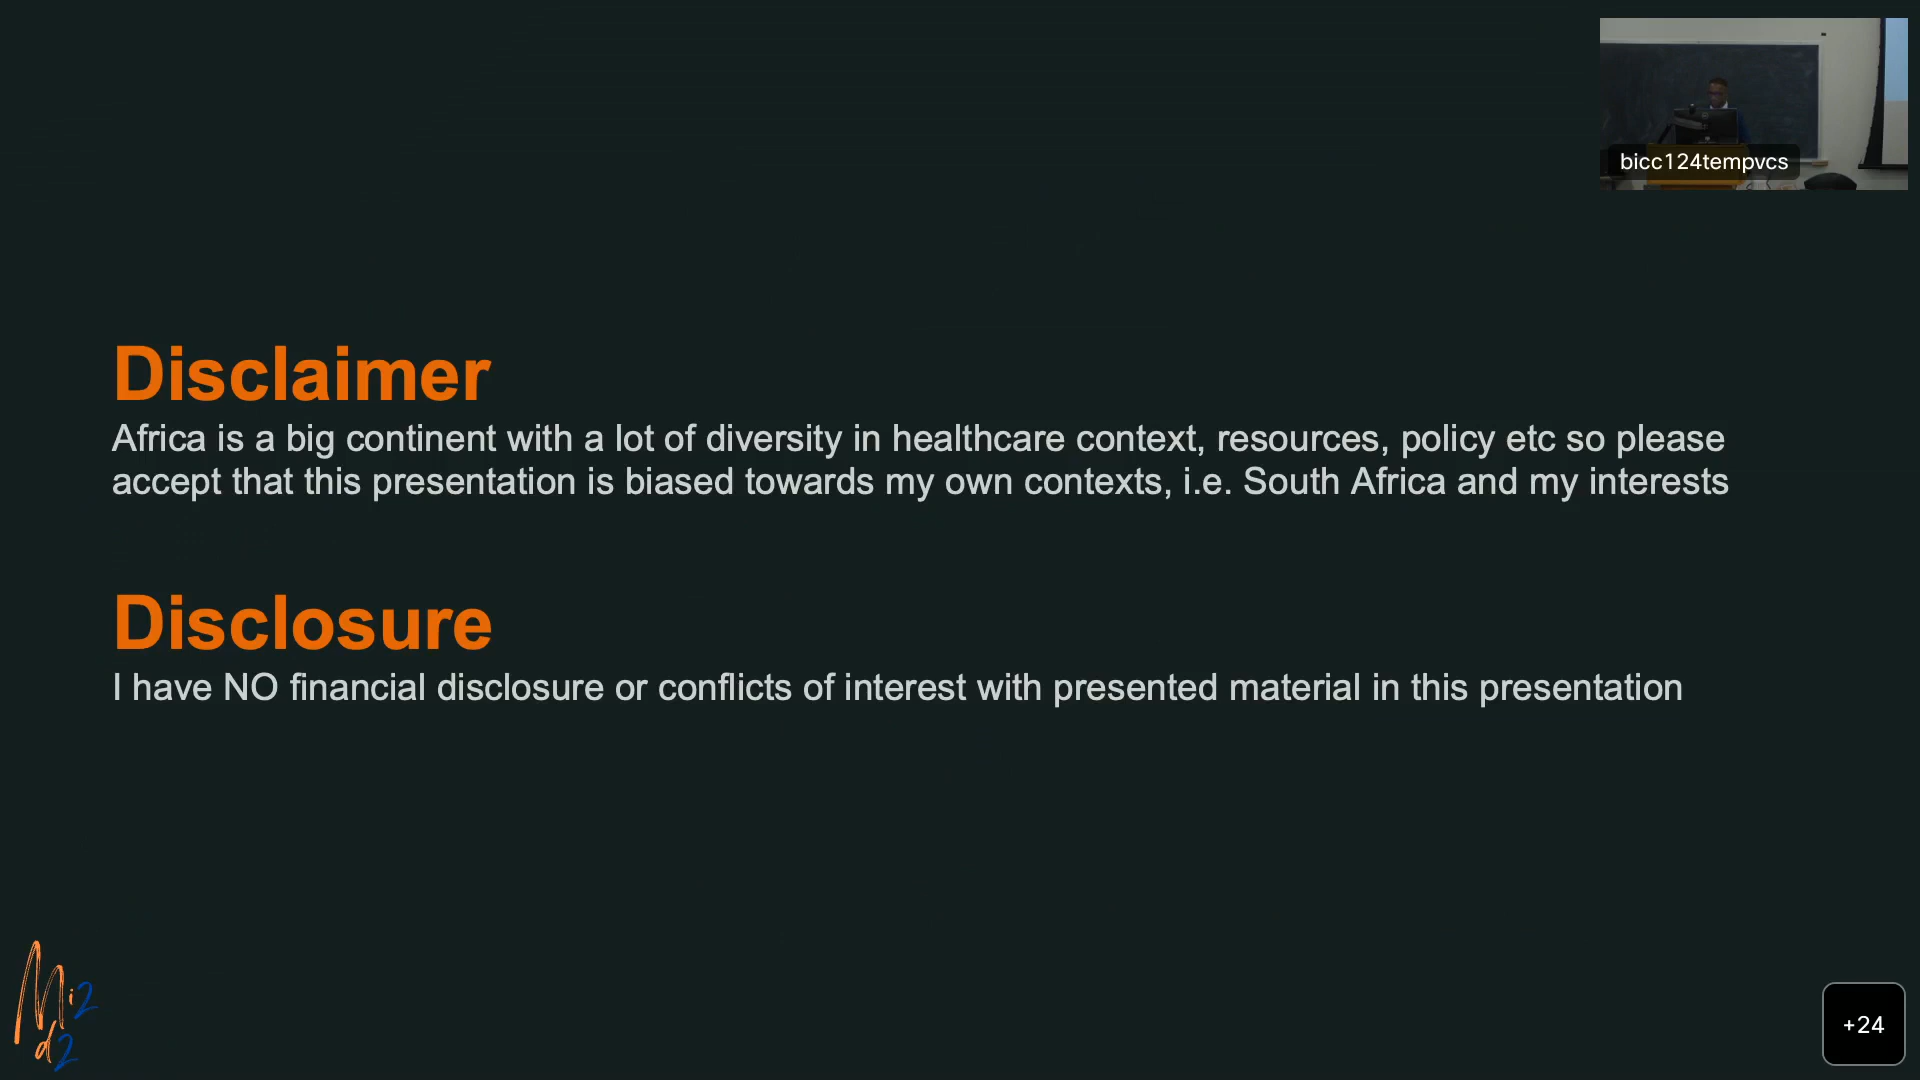 bicc124tempvcs
Disclaimer
Africa is a big continent with a lot of diversity in healthcare context, resources, policy etc so please
accept that this presentation is biased towards my own contexts, i.e. South Africa and my interests
Disclosure
I have NO financial disclosure or conflicts of interest with presented material in this presentation
Mi2
d2
+24